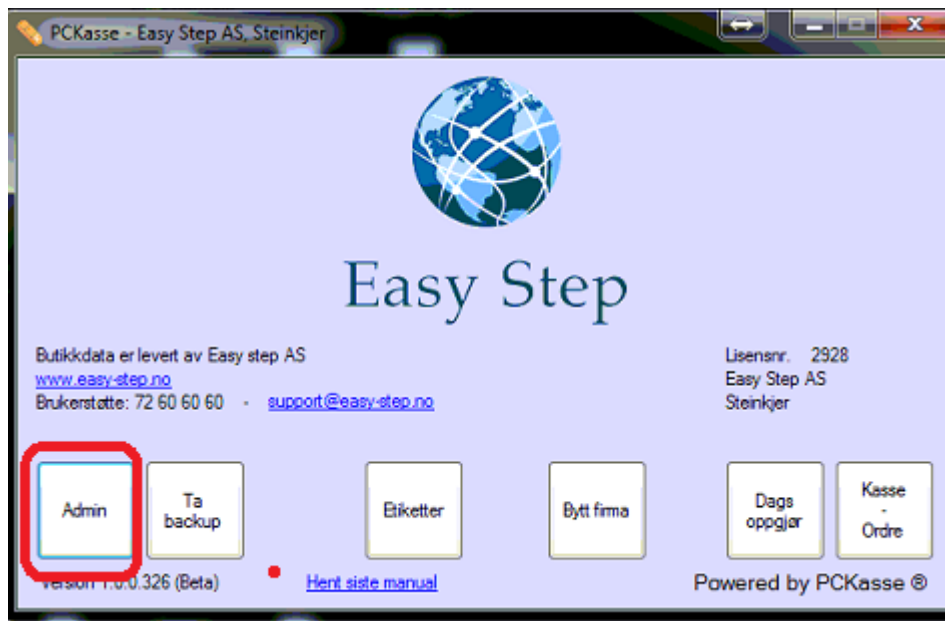 PCKasse - Easy Step AS, Steinkjer
Easy Step
Butikkdata er levert av Easy step AS
www.easy-step.no
Brukerstøtte: 72 60 60 60 - support@easy-step.no
Lisensnr. 2928
Easy Step AS
Steinkjer
Admin
Ta
backup
Etiketter
Bytt firma
Dags
oppgjør
Kasse
-
Ordre
Version 1.0.0.326 (Beta)
Hent siste manual
Powered by PCKasse ®